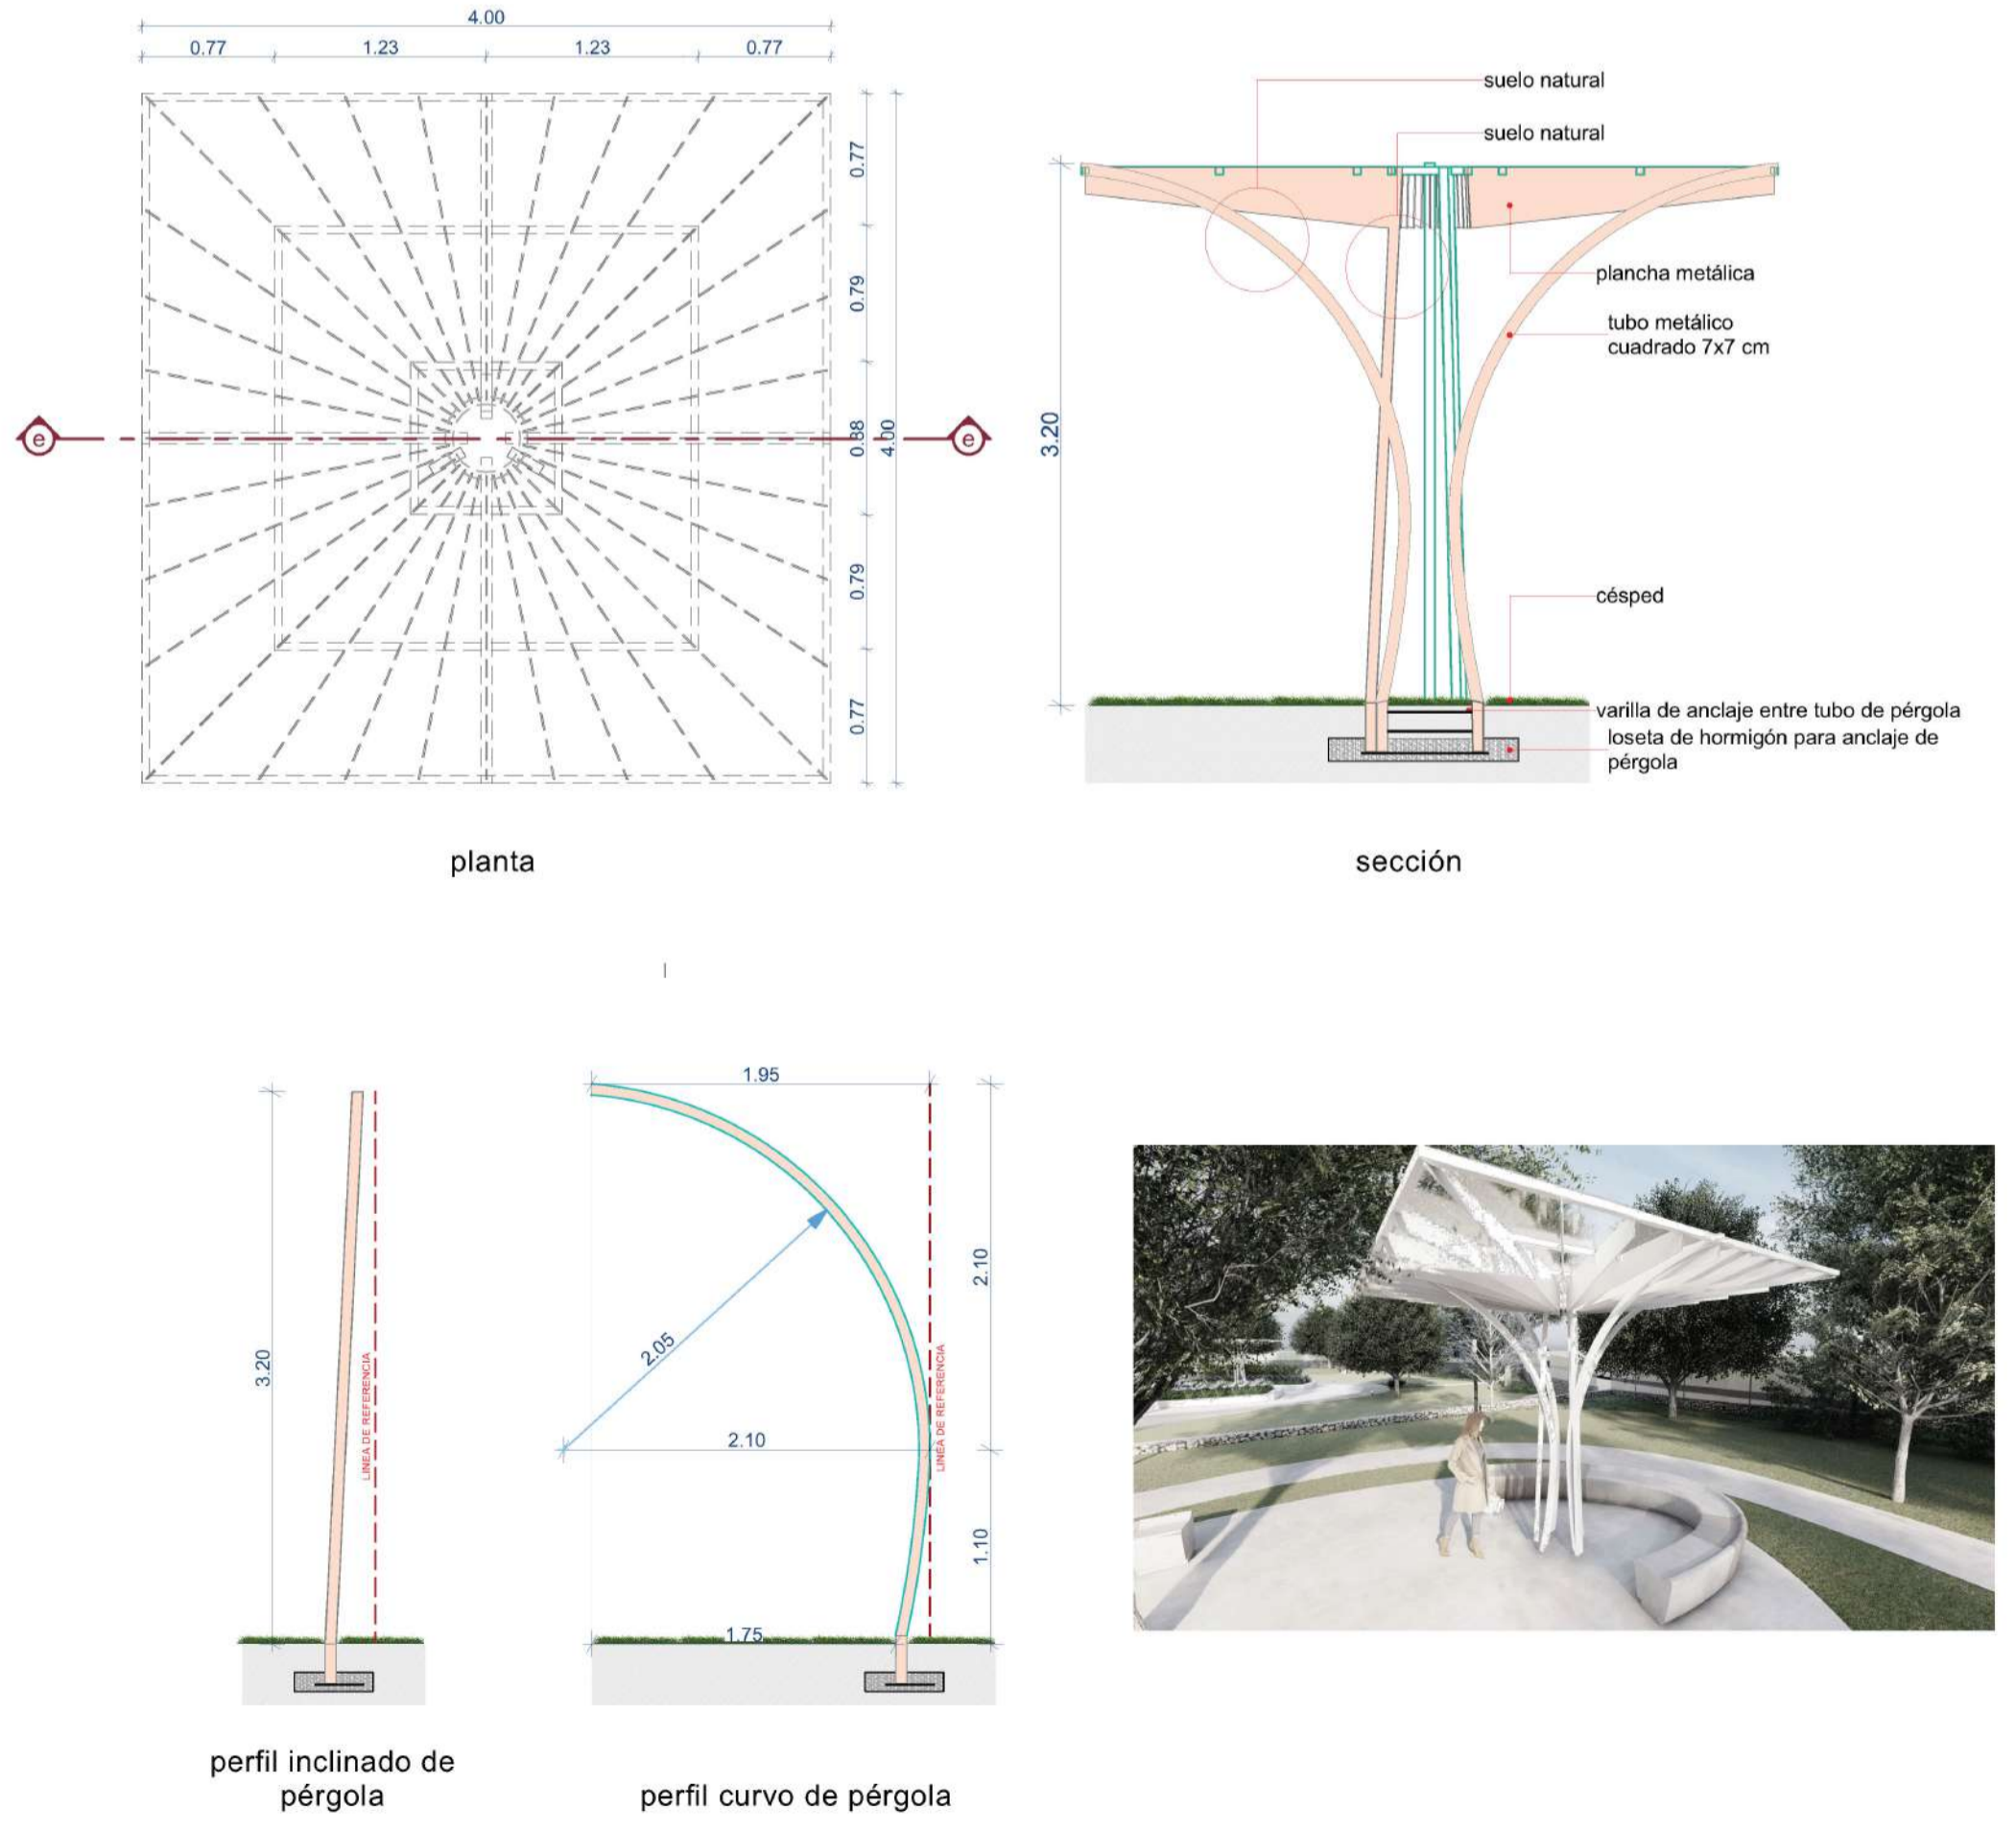 4.00
0.77 1.23 1.23 0.77
0.77
0.79
0.88
4.00
0.79
0.77
e
e
planta
suelo natural
suelo natural
plancha metálica
tubo metálico
cuadrado 7x7 cm
3.20
césped
varilla de anclaje entre tubo de pérgola
loseta de hormigón para anclaje de
pérgola
sección
3.20
LINEA DE REFERENCIA
perfil inclinado de
pérgola
1.95
2.05
2.10
2.10
LINEA DE REFERENCIA
1.10
1.75
perfil curvo de pérgola